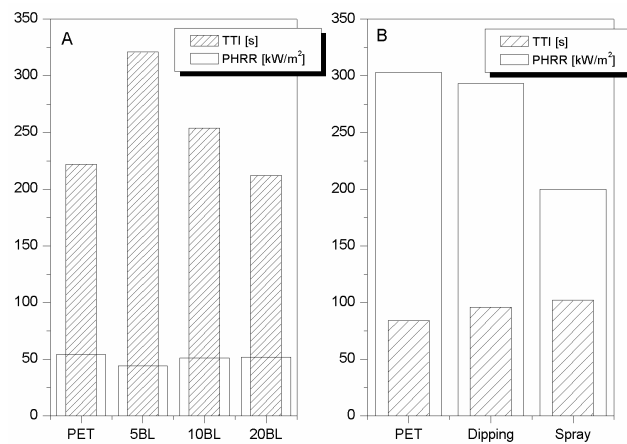 A
TTI [s]
PHRR [kW/m²]
350
300
250
200
150
100
50
0
PET 5BL 10BL 20BL
B
TTI [s]
PHRR [kW/m²]
350
300
250
200
150
100
50
0
PET Dipping Spray